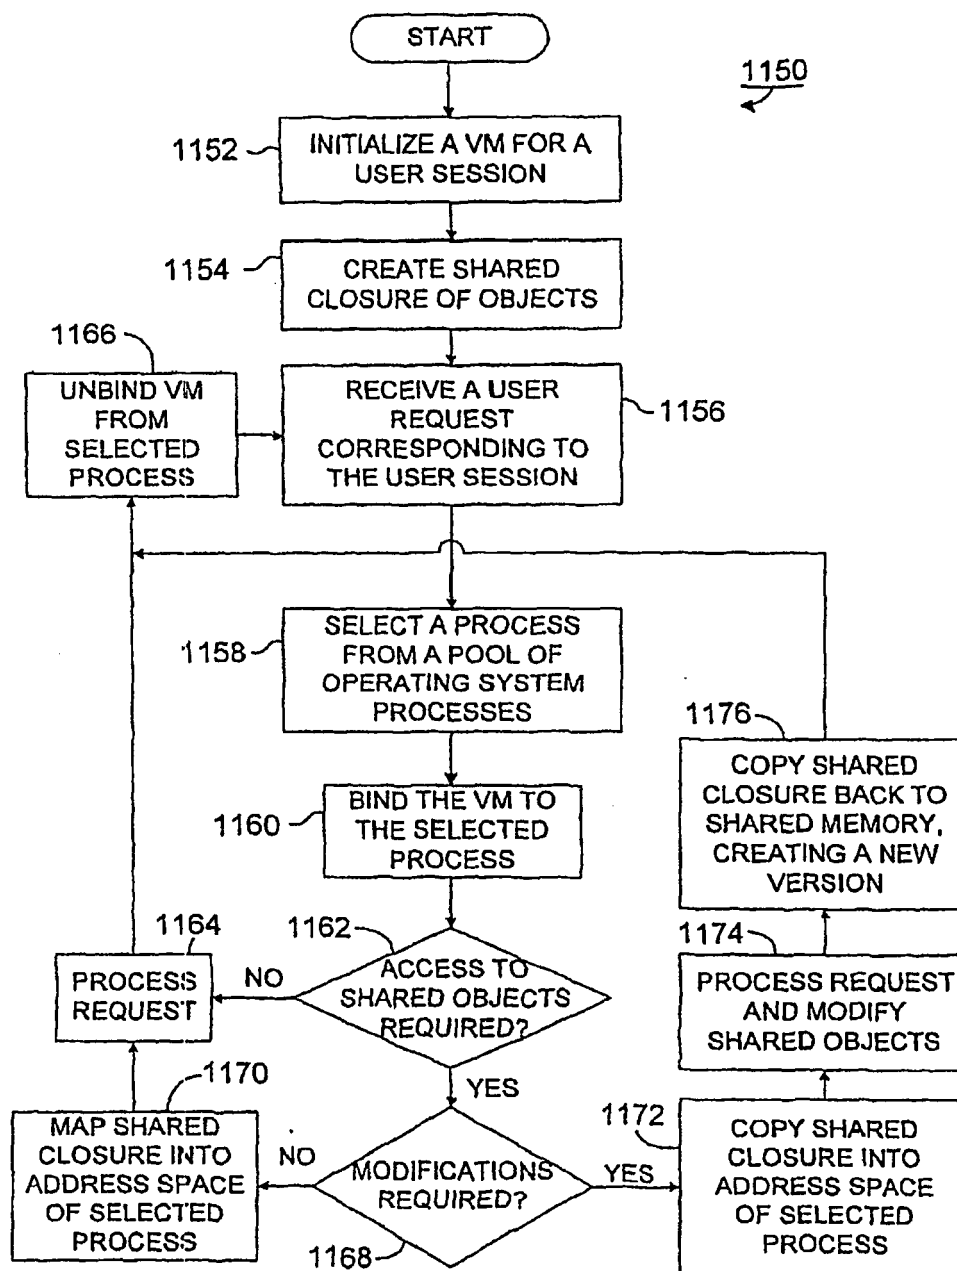 START
1150
1152
INITIALIZE A VM FOR A
USER SESSION
1154
CREATE SHARED
CLOSURE OF OBJECTS
1166
UNBIND VM
FROM
SELECTED
PROCESS
RECEIVE A USER
REQUEST
CORRESPONDING TO
THE USER SESSION
1156
1158
SELECT A PROCESS
FROM A POOL OF
OPERATING SYSTEM
PROCESSES
1176
COPY SHARED
CLOSURE BACK TO
SHARED MEMORY,
CREATING A NEW
VERSION
1160
BIND THE VM TO
THE SELECTED
PROCESS
1162
ACCESS TO
SHARED OBJECTS
REQUIRED?
NO
YES
1164
PROCESS
REQUEST
1174
PROCESS REQUEST
AND MODIFY
SHARED OBJECTS
1170
MAP SHARED
CLOSURE INTO
ADDRESS SPACE
OF SELECTED
PROCESS
NO
MODIFICATIONS
REQUIRED?
YES
1168
1172
COPY SHARED
CLOSURE INTO
ADDRESS SPACE
OF SELECTED
PROCESS